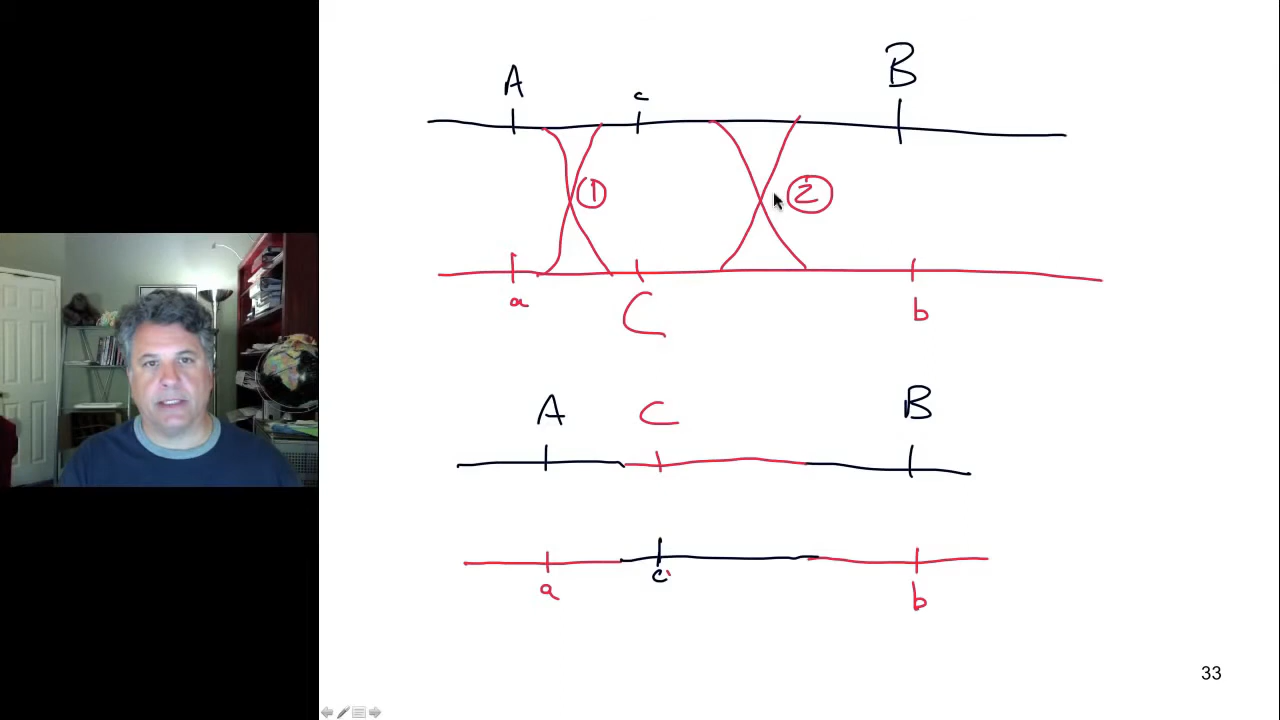 A c B
① ②
a C b
A C B
a c b
33